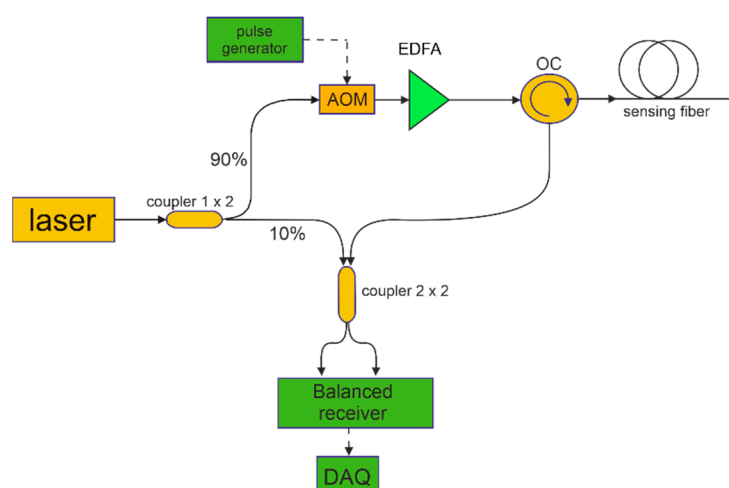 pulse
generator
EDFA
OC
AOM
sensing fiber
90%
coupler 1 x 2
laser
10%
coupler 2 x 2
Balanced
receiver
DAQ